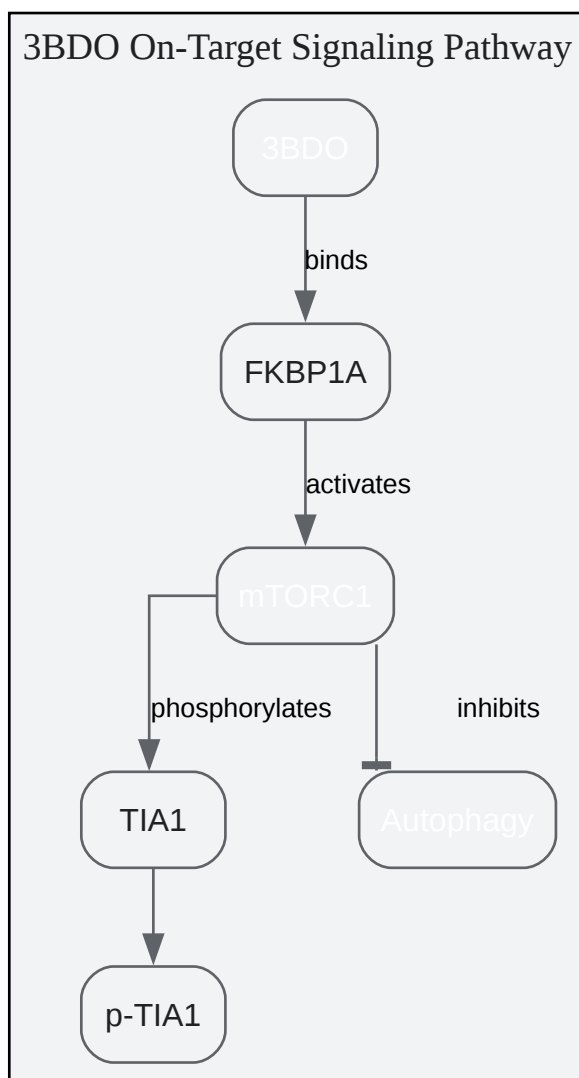 3BDO On-Target Signaling Pathway
3BDO
binds
FKBP1A
activates
mTORC1
phosphorylates
inhibits
TIA1
Autophagy
p-TIA1